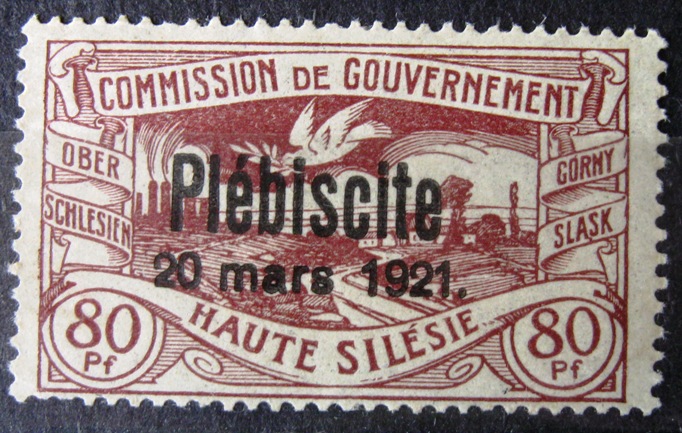 COMMISSION DE GOUVERNEMENT
OBER
SCHLESIEN
GORNY
SLASK
Plébiscite
20 mars 1921.
HAUTE SILÉSIE
80
Pf
80
Pf